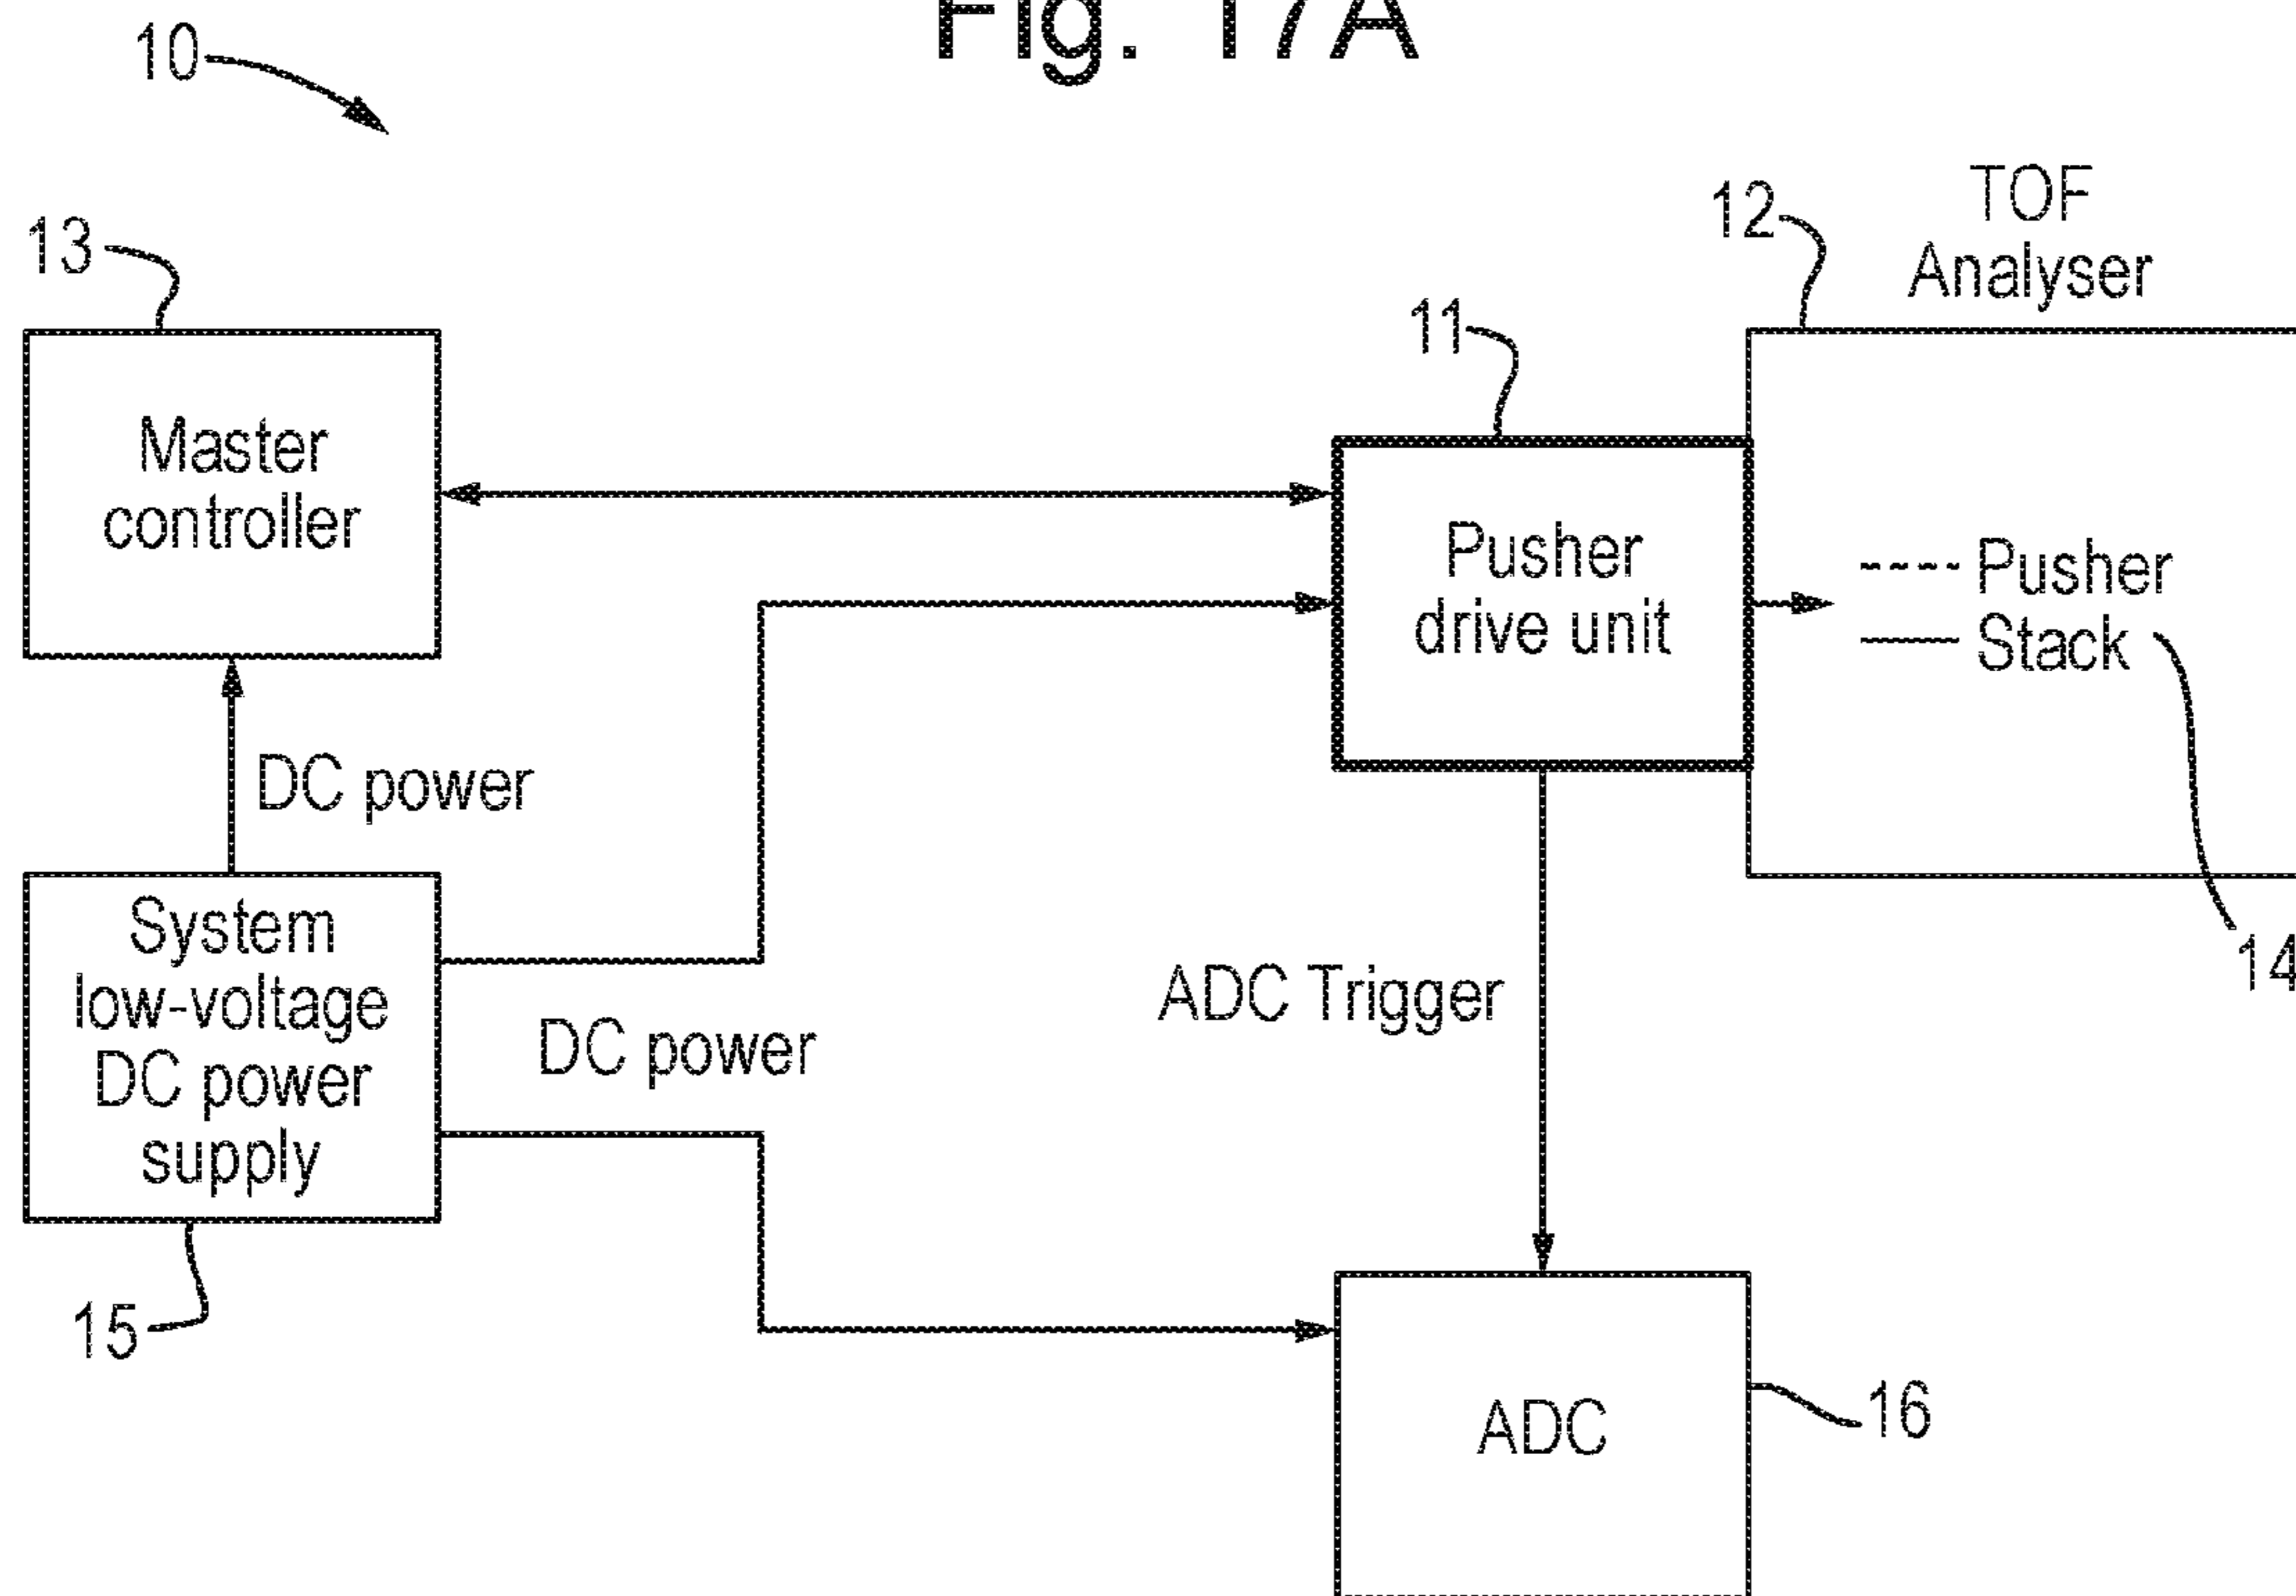 Fig. 17A
10
13
12
TOF
Analyser
11
Master
controller
Pusher
drive unit
Pusher
Stack
DC power
System
low-voltage
DC power
supply
DC power
ADC Trigger
14
15
ADC
16